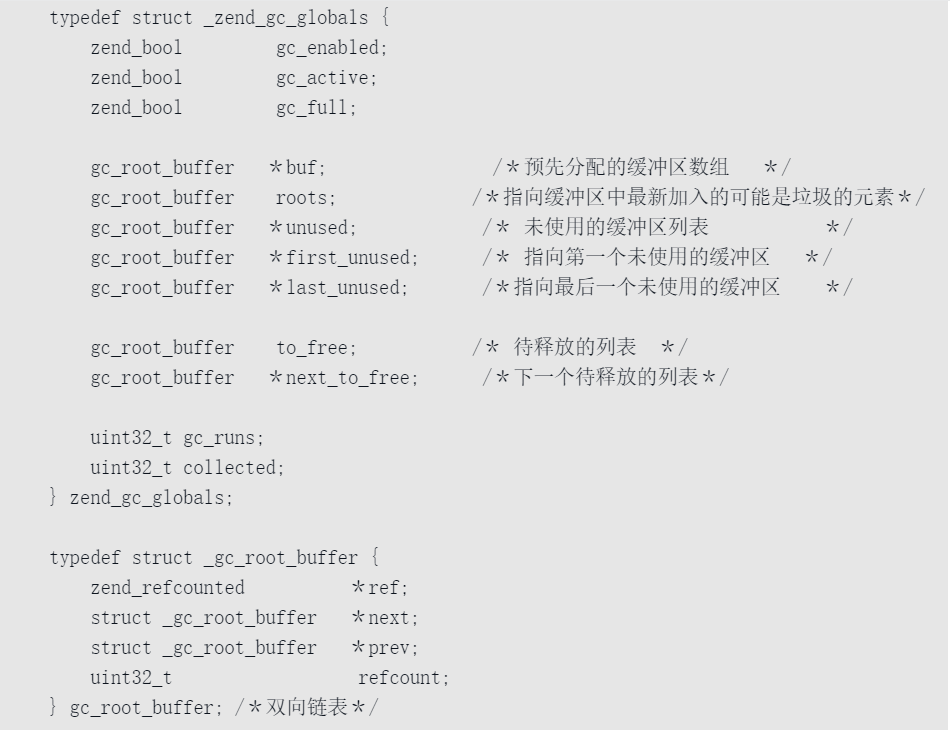 typedef struct _zend_gc_globals {
    zend_bool         gc_enabled;
    zend_bool         gc_active;
    zend_bool         gc_full;

    gc_root_buffer   *buf;                /*预先分配的缓冲区数组   */
    gc_root_buffer    roots;             /*指向缓冲区中最新加入的可能是垃圾的元素*/
    gc_root_buffer   *unused;            /* 未使用的缓冲区列表           */
    gc_root_buffer   *first_unused;      /* 指向第一个未使用的缓冲区   */
    gc_root_buffer   *last_unused;       /*指向最后一个未使用的缓冲区    */

    gc_root_buffer    to_free;           /* 待释放的列表  */
    gc_root_buffer   *next_to_free;      /*下一个待释放的列表*/

    uint32_t gc_runs;
    uint32_t collected;
} zend_gc_globals;

typedef struct _gc_root_buffer {
    zend_refcounted          *ref;
    struct _gc_root_buffer   *next;
    struct _gc_root_buffer   *prev;
    uint32_t                  refcount;
} gc_root_buffer; /*双向链表*/